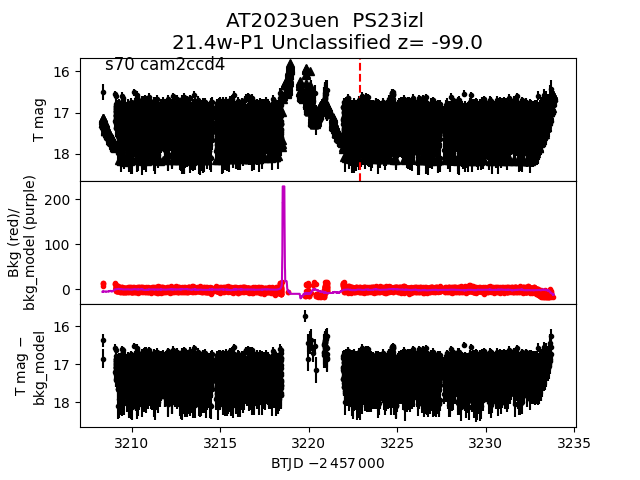 AT2023uen  PS23izl
21.4w-P1 Unclassified z= -99.0
s70 cam2ccd4
T mag
16
17
18
Bkg (red)/
bkg_model (purple)
200
100
0
T mag −
bkg_model
16
17
18
3210 3215 3220 3225 3230 3235
BTJD −2 457 000